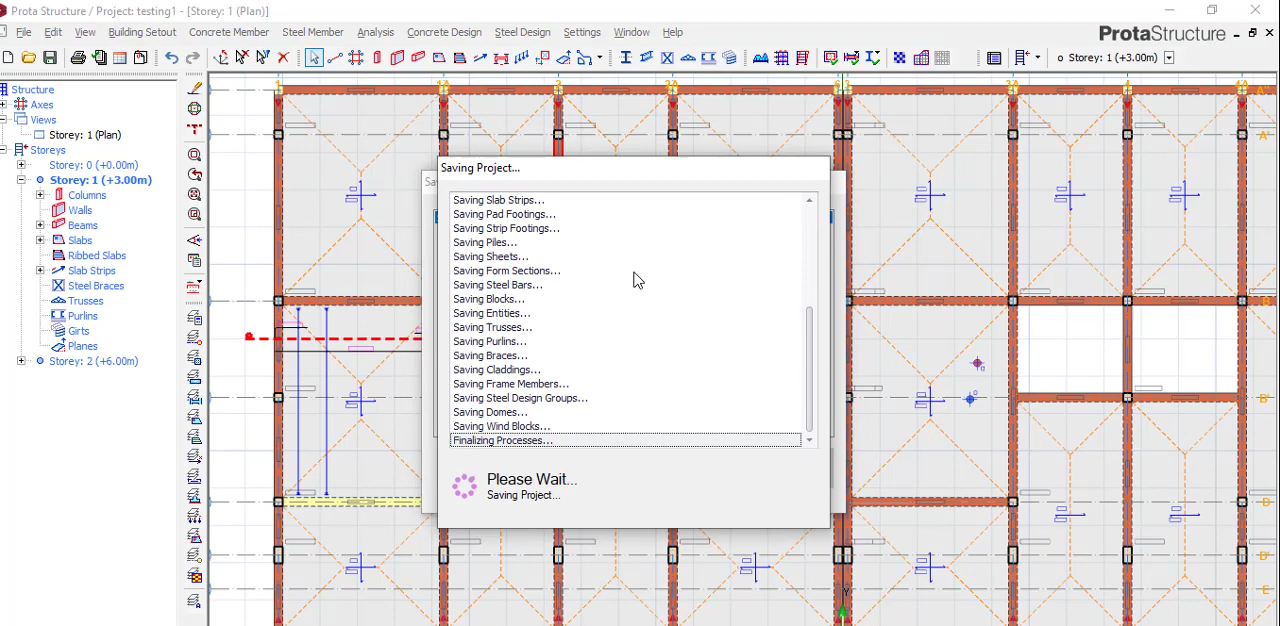 Prota Structure / Project: testing1 - [Storey: 1 (Plan)]
File Edit View Building Setout Concrete Member Steel Member Analysis Concrete Design Steel Design Settings Window Help
ProtaStructure
Storey: 1 (+3.00m)
Structure
Axes
Views
Storey: 1 (Plan)
Storeys
Storey: 0 (+0.00m)
Storey: 1 (+3.00m)
Columns
Walls
Beams
Slabs
Ribbed Slabs
Slab Strips
Steel Braces
Trusses
Purlins
Girts
Planes
Storey: 2 (+6.00m)
Saving Project...
Saving Slab Strips...
Saving Pad Footings...
Saving Strip Footings...
Saving Piles...
Saving Sheets...
Saving Form Sections...
Saving Steel Bars...
Saving Blocks...
Saving Entities...
Saving Trusses...
Saving Purlins...
Saving Braces...
Saving Claddings...
Saving Frame Members...
Saving Steel Design Groups...
Saving Domes...
Saving Wind Blocks...
Finalizing Processes...
Please Wait...
Saving Project...